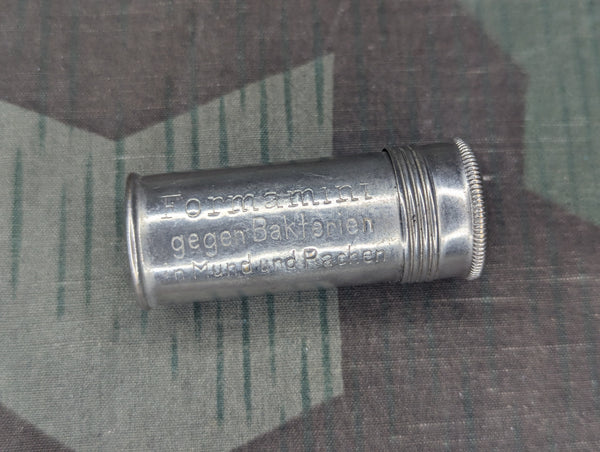 Formamint
gegen Bakterien
in Mund und Rachen